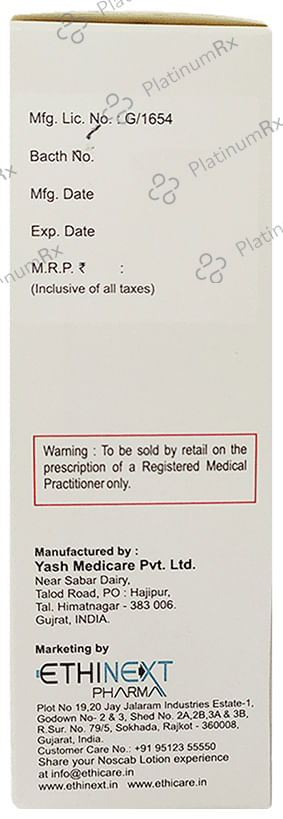 PlatinumRx
Mfg. Lic. No. : G/1654
PlatinumRx
Bacth No.
Mfg. Date
Exp. Date
M.R.P. ₹ :
(Inclusive of all taxes)
Warning : To be sold by retail on the
prescription of a Registered Medical
Practitioner only.
Manufactured by :
Yash Medicare Pvt. Ltd.
Near Sabar Dairy,
Talod Road, PO : Hajipur,
Tal. Himatnagar - 383 006.
Gujrat, INDIA.
Marketing by
ETHINEXT
PHARMA
Plot No 19,20 Jay Jalaram Industries Estate-1,
Godown No- 2 & 3, Shed No. 2A,2B,3A & 3B,
R.Sur. No. 79/5, Sokhada, Rajkot - 360008,
Gujarat, India.
Customer Care No.: +91 95123 55550
Share your Noscab Lotion experience
at info@ethicare.in
www.ethinext.in www.ethicare.in